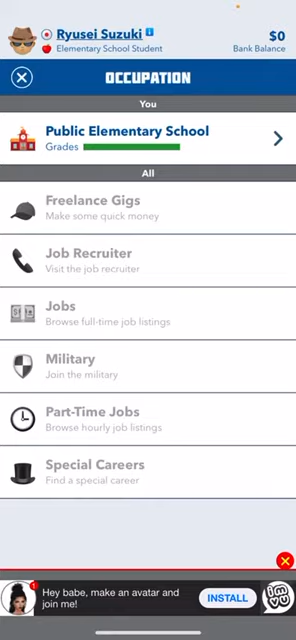 Ryusei Suzuki
$0
Elementary School Student
Bank Balance
OCCUPATION
You
Public Elementary School
Grades
All
Freelance Gigs
Make some quick money
Job Recruiter
Visit the job recruiter
Jobs
Browse full-time job listings
Military
Join the military
Part-Time Jobs
Browse hourly job listings
Special Careers
Find a special career
Hey babe, make an avatar and
join me!
INSTALL
imvu